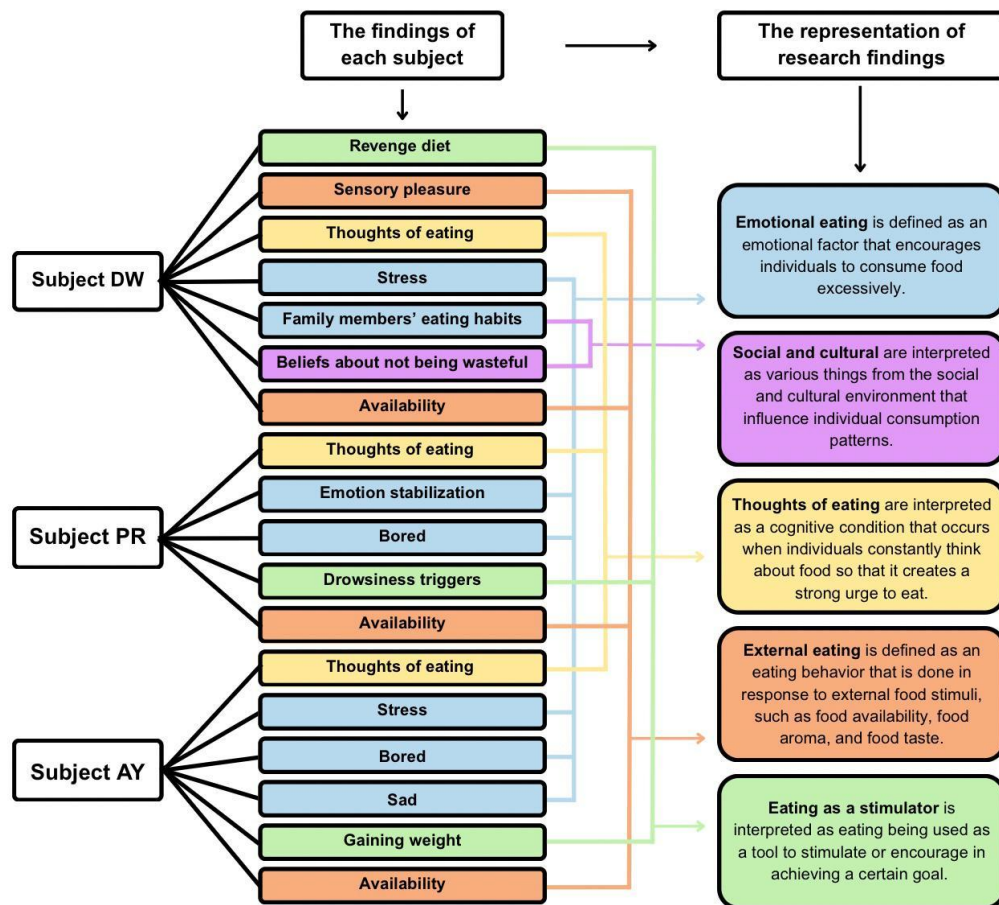 The findings of
each subject
The representation of
research findings
Subject DW
Revenge diet
Sensory pleasure
Thoughts of eating
Stress
Family members’ eating habits
Beliefs about not being wasteful
Availability
Subject PR
Thoughts of eating
Emotion stabilization
Bored
Drowsiness triggers
Availability
Subject AY
Thoughts of eating
Stress
Bored
Sad
Gaining weight
Availability
Emotional eating is defined as an
emotional factor that encourages
individuals to consume food
excessively.
Social and cultural are interpreted
as various things from the social
and cultural environment that
influence individual consumption
patterns.
Thoughts of eating are interpreted
as a cognitive condition that occurs
when individuals constantly think
about food so that it creates a
strong urge to eat.
External eating is defined as an
eating behavior that is done in
response to external food stimuli,
such as food availability, food
aroma, and food taste.
Eating as a stimulator is
interpreted as eating being used as
a tool to stimulate or encourage in
achieving a certain goal.